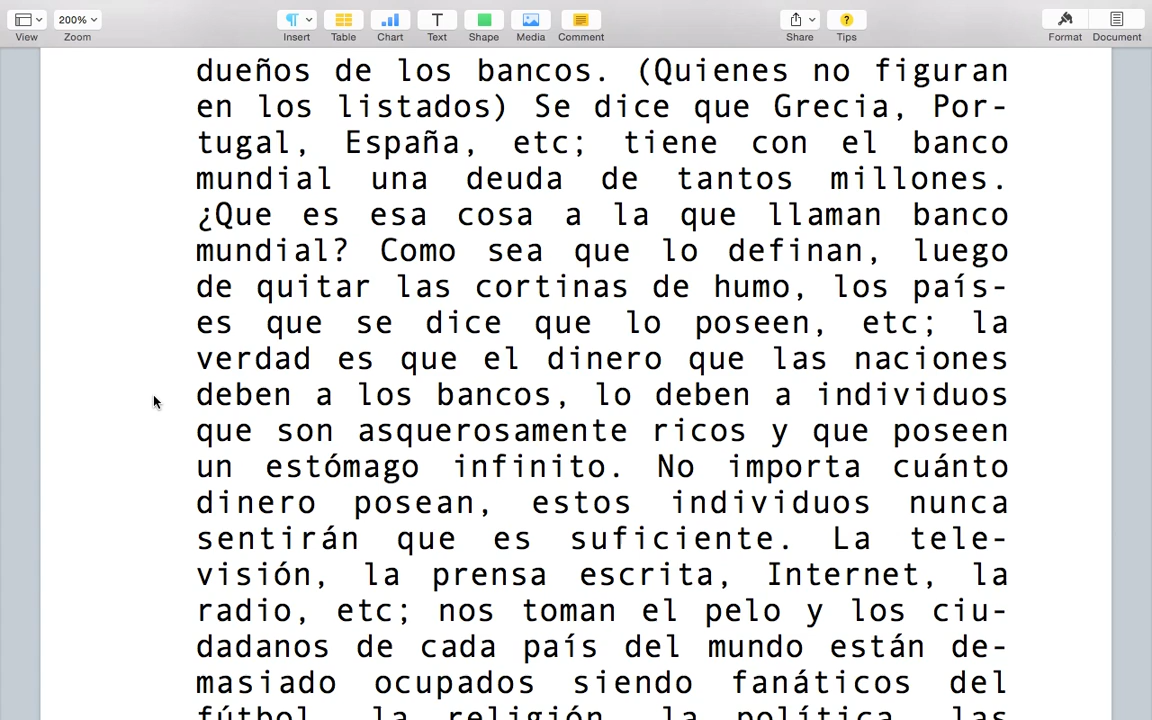 200%
View
Zoom
Insert
Table
Chart
T
Text
Shape
Media
Comment
Share
?
Tips
Format
Document
dueños de los bancos. (Quienes no figuran
en los listados) Se dice que Grecia, Por-
tugal, España, etc; tiene con el banco
mundial una deuda de tantos millones.
¿Que es esa cosa a la que llaman banco
mundial? Como sea que lo definan, luego
de quitar las cortinas de humo, los país-
es que se dice que lo poseen, etc; la
verdad es que el dinero que las naciones
deben a los bancos, lo deben a individuos
que son asquerosamente ricos y que poseen
un estómago infinito. No importa cuánto
dinero posean, estos individuos nunca
sentirán que es suficiente. La tele-
visión, la prensa escrita, Internet, la
radio, etc; nos toman el pelo y los ciu-
dadanos de cada país del mundo están de-
masiado ocupados siendo fanáticos del
fútbol, la religión, la política, las